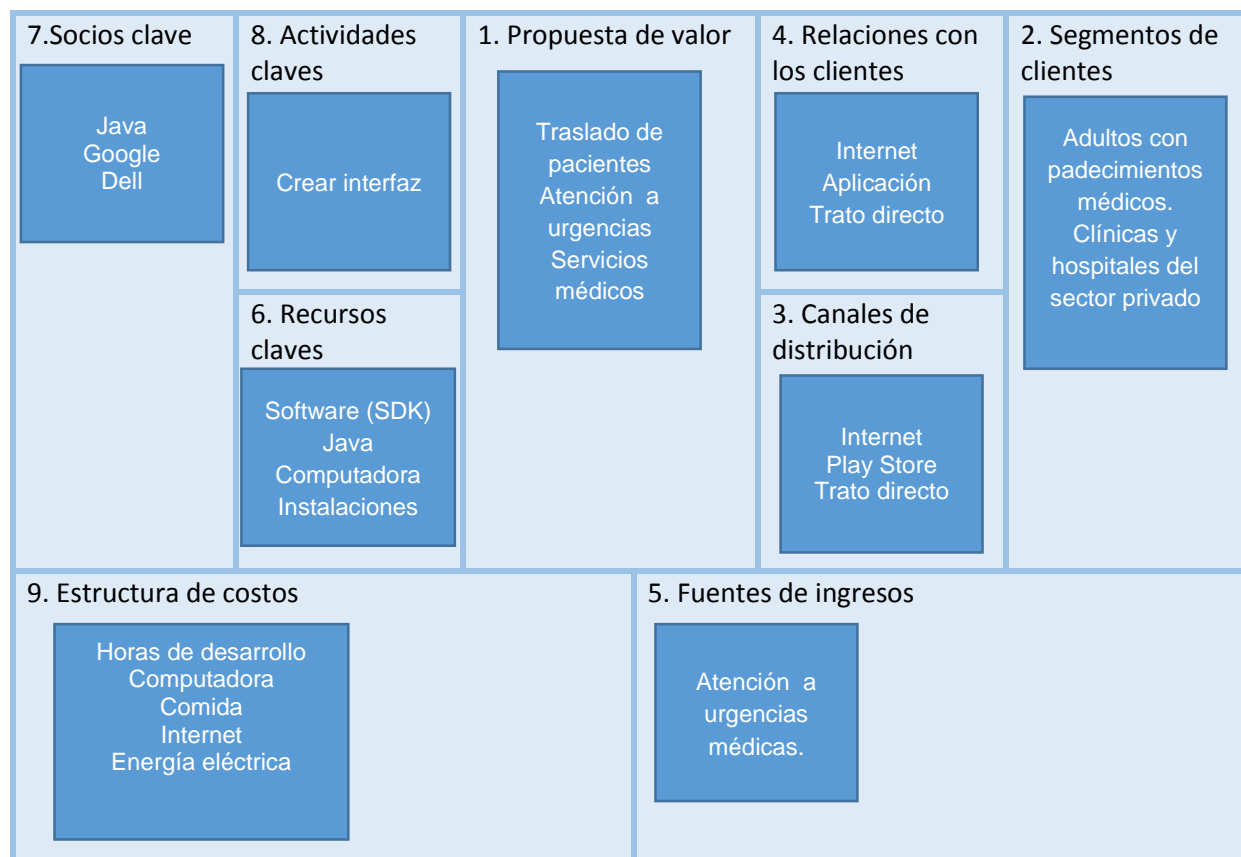 7.Socios clave
Java
Google
Dell
8. Actividades
claves
Crear interfaz
6. Recursos
claves
Software (SDK)
Java
Computadora
Instalaciones
1. Propuesta de valor
Traslado de
pacientes
Atención a
urgencias
Servicios
médicos
4. Relaciones con
los clientes
Internet
Aplicación
Trato directo
3. Canales de
distribución
Internet
Play Store
Trato directo
2. Segmentos de
clientes
Adultos con
padecimientos
médicos.
Clínicas y
hospitales del
sector privado
9. Estructura de costos
Horas de desarrollo
Computadora
Comida
Internet
Energía eléctrica
5. Fuentes de ingresos
Atención a
urgencias
médicas.